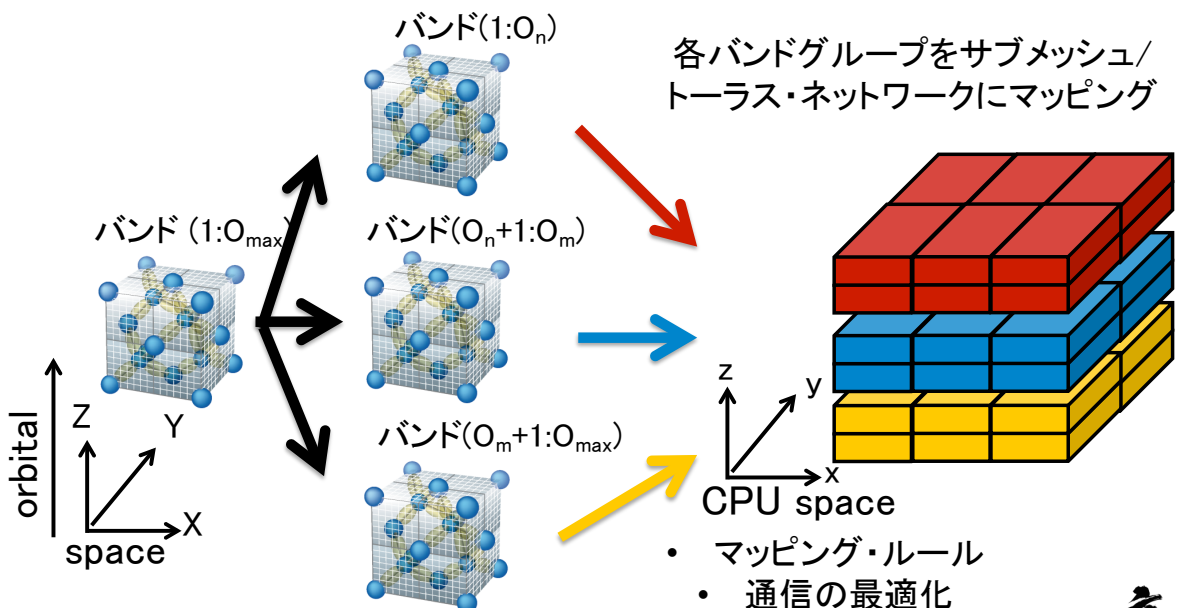 バンド(1:Oₙ)
各バンドグループをサブメッシュ/
トーラス・ネットワークにマッピング
バンド (1:Oₘₐₓ)
バンド(Oₙ+1:Oₘ)
バンド(Oₘ+1:Oₘₐₓ)
orbital
Z
Y
X
space
z
y
x
CPU space
• マッピング・ルール
• 通信の最適化